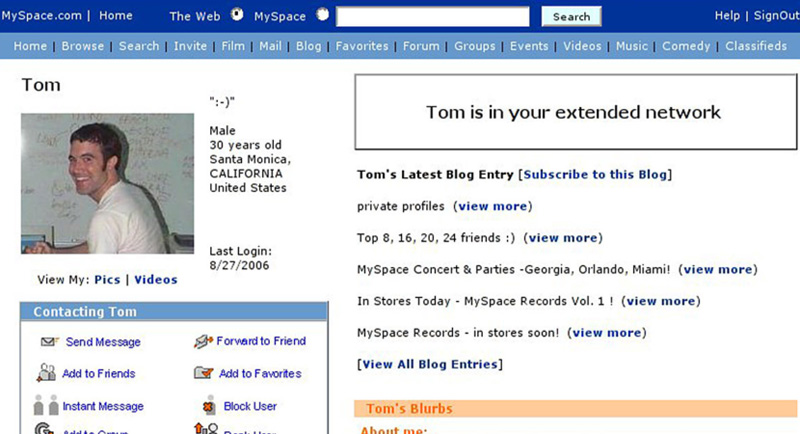 MySpace.com | Home The Web MySpace Search Help | SignOut
Home | Browse | Search | Invite | Film | Mail | Blog | Favorites | Forum | Groups | Events | Videos | Music | Comedy | Classifieds
Tom
":-)"
Male
30 years old
Santa Monica,
CALIFORNIA
United States
Last Login:
8/27/2006
View My: Pics | Videos
Contacting Tom
Send Message
Forward to Friend
Add to Friends
Add to Favorites
Instant Message
Block User
Add to Group
Rank User
Tom is in your extended network
Tom's Latest Blog Entry [Subscribe to this Blog]
private profiles (view more)
Top 8, 16, 20, 24 friends :) (view more)
MySpace Concert & Parties -Georgia, Orlando, Miami! (view more)
In Stores Today - MySpace Records Vol. 1 ! (view more)
MySpace Records - in stores soon! (view more)
[View All Blog Entries]
Tom's Blurbs
About me: